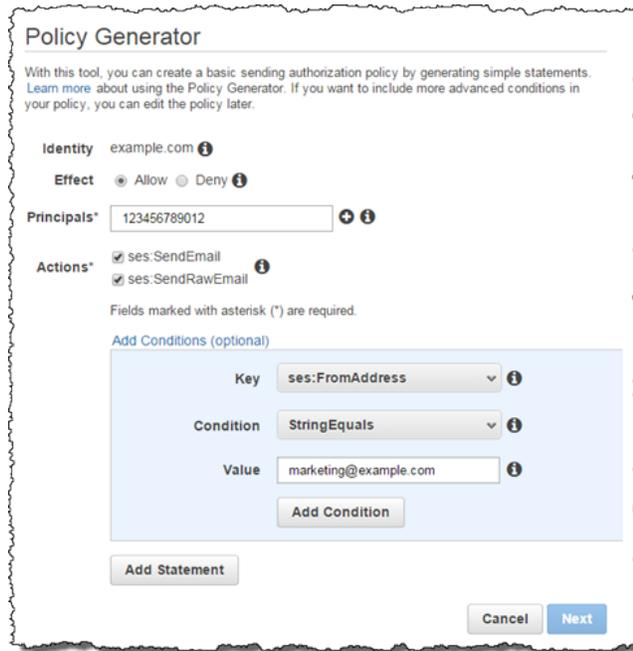 Policy Generator
With this tool, you can create a basic sending authorization policy by generating simple statements.
Learn more about using the Policy Generator. If you want to include more advanced conditions in
your policy, you can edit the policy later.
Identity example.com
Effect Allow Deny
Principals* 123456789012
Actions* ses:SendEmail
ses:SendRawEmail
Fields marked with asterisk (*) are required.
Add Conditions (optional)
Key ses:FromAddress
Condition StringEquals
Value marketing@example.com
Add Condition
Add Statement
Cancel Next